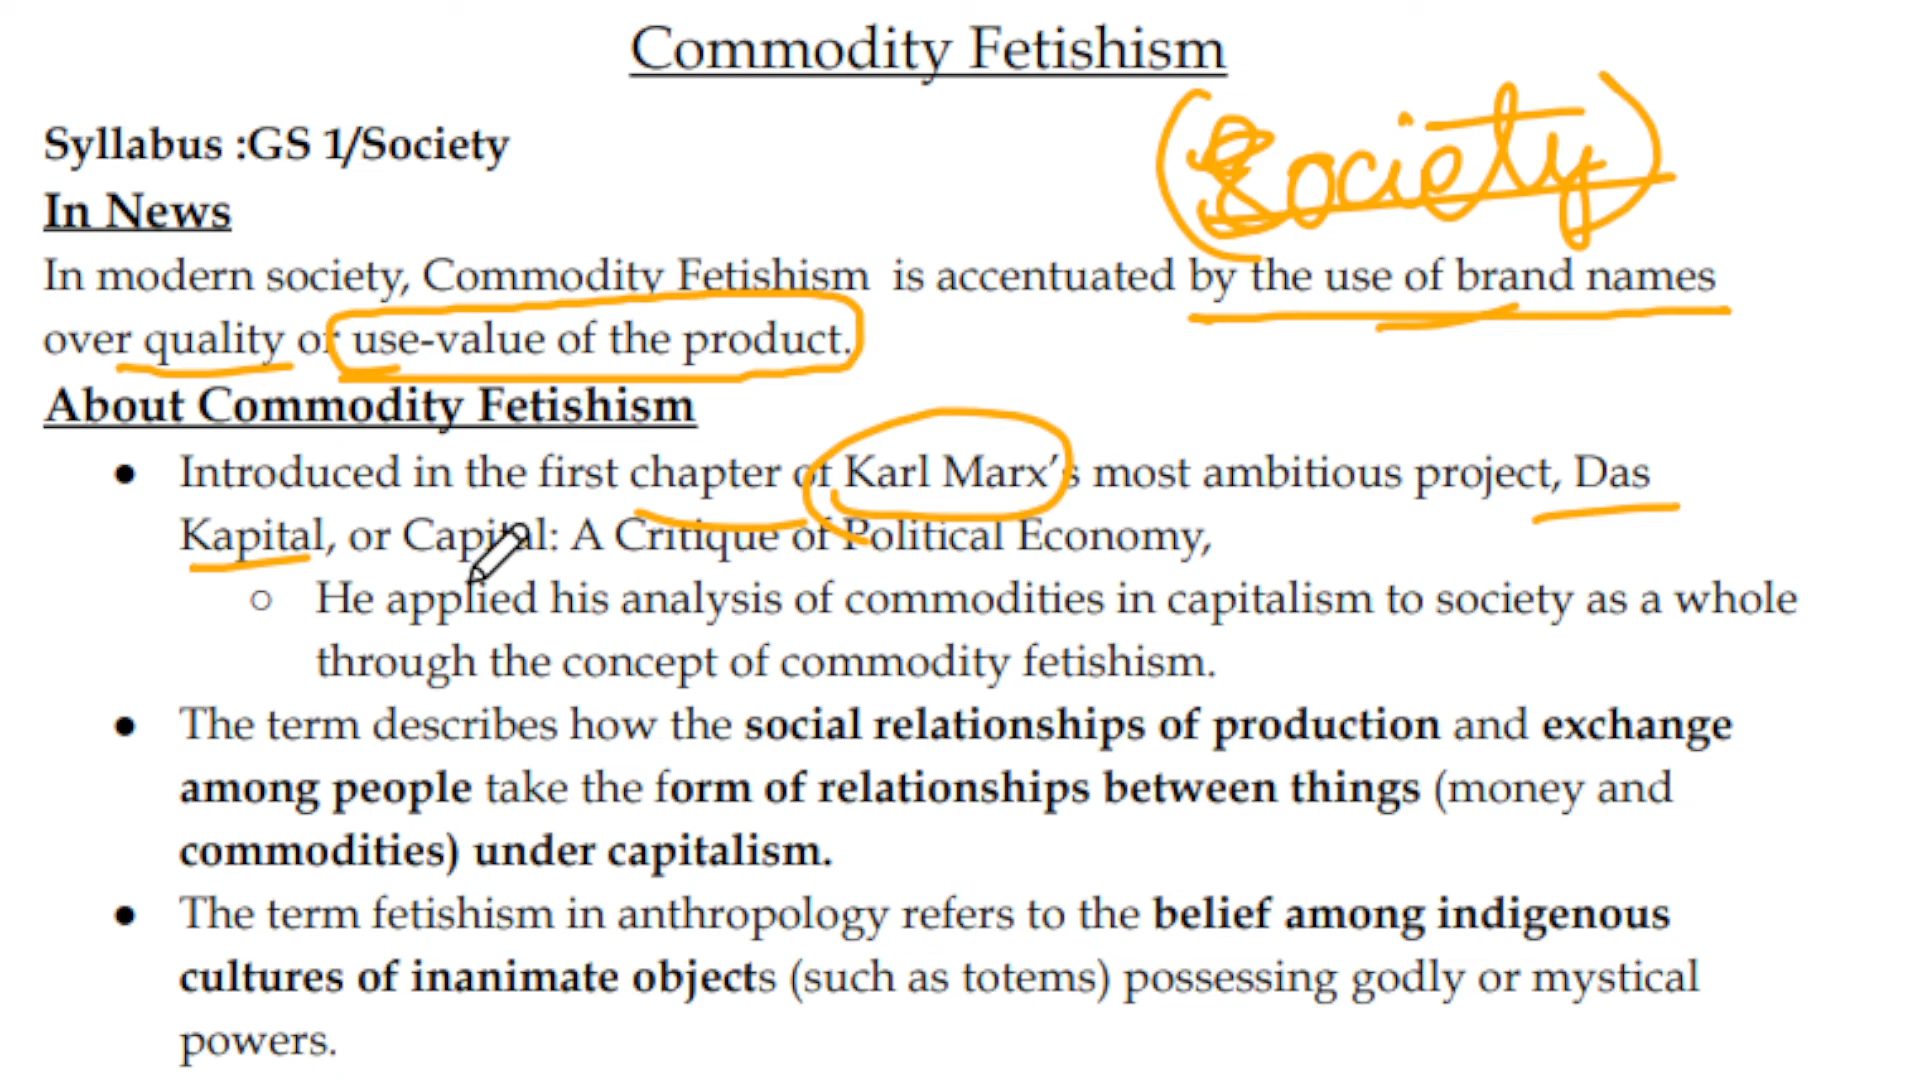 Commodity Fetishism
(Society)
Syllabus :GS 1/Society
In News
In modern society, Commodity Fetishism is accentuated by the use of brand names
over quality or use-value of the product.
About Commodity Fetishism
● Introduced in the first chapter of Karl Marx's most ambitious project, Das
Kapital, or Capital: A Critique of Political Economy,
○ He applied his analysis of commodities in capitalism to society as a whole
through the concept of commodity fetishism.
● The term describes how the social relationships of production and exchange
among people take the form of relationships between things (money and
commodities) under capitalism.
● The term fetishism in anthropology refers to the belief among indigenous
cultures of inanimate objects (such as totems) possessing godly or mystical
powers.